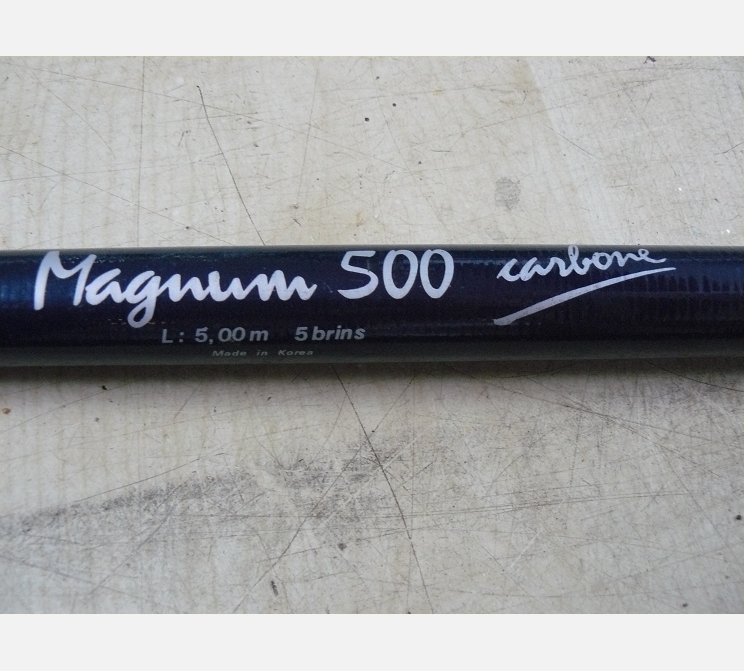 Magnum 500 carbone
L: 5,00m 5brins
Made in Korea